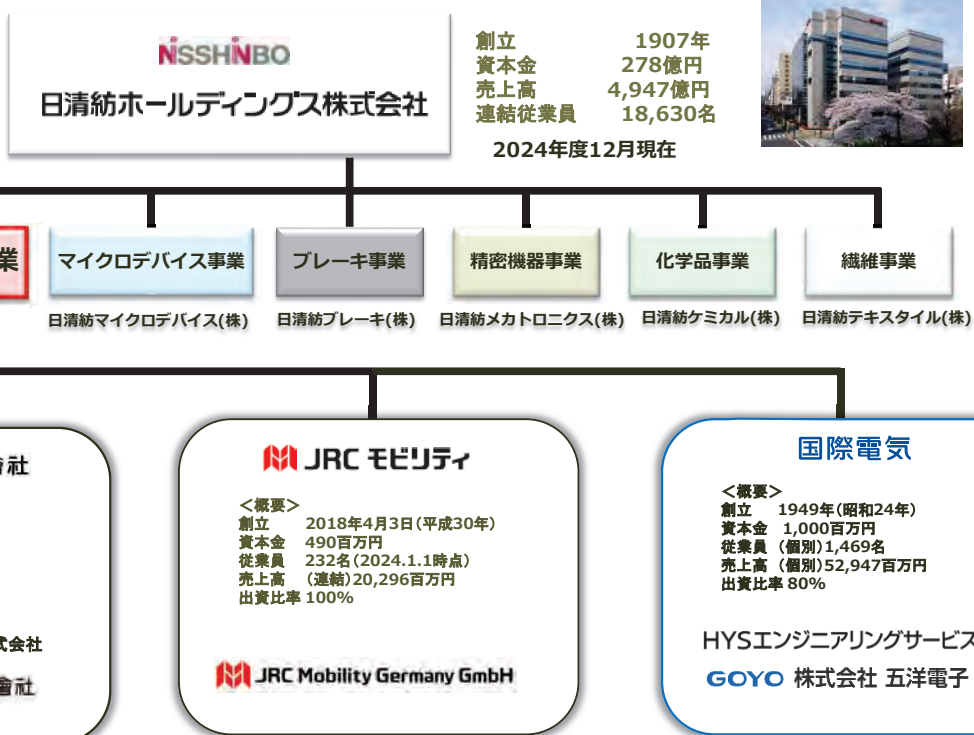 NISSHINBO
日清紡ホールディングス株式会社
創立 1907年
資本金 278億円
売上高 4,947億円
連結従業員 18,630名
2024年度12月現在
業
マイクロデバイス事業
ブレーキ事業
精密機器事業
化学品事業
繊維事業
日清紡マイクロデバイス(株)
日清紡ブレーキ(株)
日清紡メカトロニクス(株)
日清紡ケミカル(株)
日清紡テキスタイル(株)
社
式会社
會社
JRC モビリティ
＜概要＞
創立 2018年4月3日(平成30年)
資本金 490百万円
従業員 232名(2024.1.1時点)
売上高 (連結)20,296百万円
出資比率 100%
JRC Mobility Germany GmbH
国際電気
＜概要＞
創立 1949年(昭和24年)
資本金 1,000百万円
従業員 (個別)1,469名
売上高 (個別)52,947百万円
出資比率 80%
HYSエンジニアリングサービス
GOYO 株式会社 五洋電子